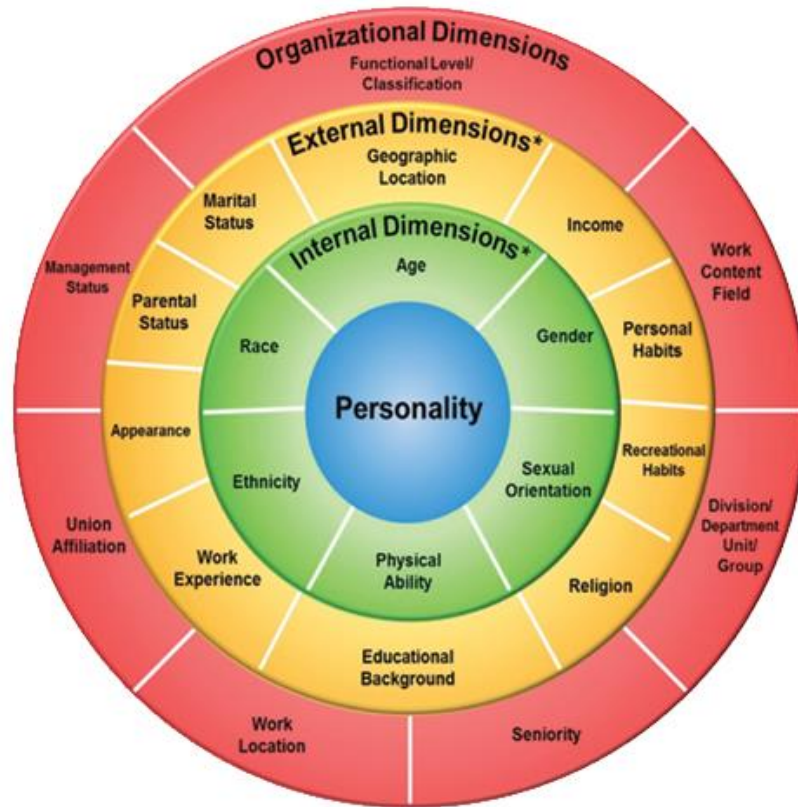 Organizational Dimensions
Functional Level/
Classification
Work
Content
Field
Division/
Department
Unit/
Group
Seniority
Work
Location
Union
Affiliation
Management
Status
External Dimensions*
Geographic
Location
Income
Personal
Habits
Recreational
Habits
Religion
Educational
Background
Work
Experience
Appearance
Parental
Status
Marital
Status
Internal Dimensions*
Age
Gender
Sexual
Orientation
Physical
Ability
Ethnicity
Race
Personality